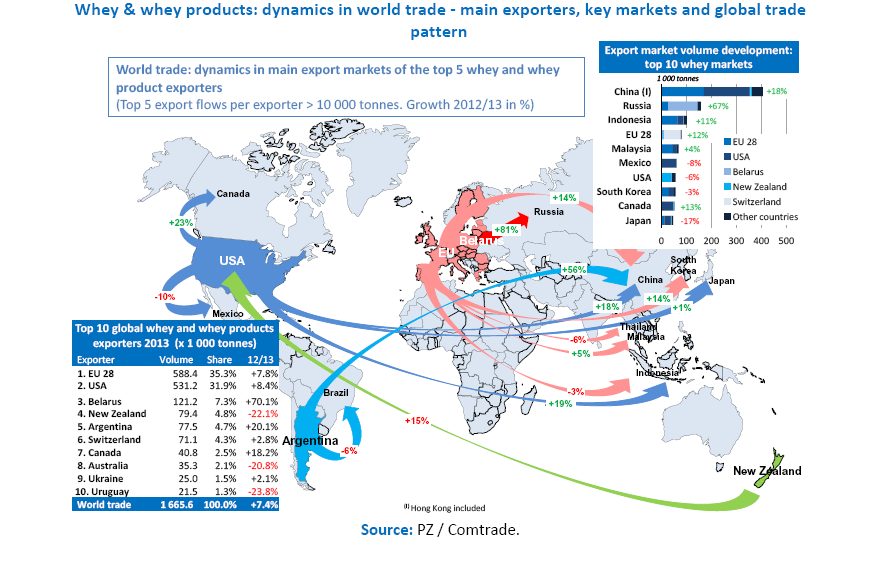 Whey & whey products: dynamics in world trade - main exporters, key markets and global trade
pattern
World trade: dynamics in main export markets of the top 5 whey and whey
product exporters
(Top 5 export flows per exporter > 10 000 tonnes. Growth 2012/13 in %)
Export market volume development:
top 10 whey markets
1 000 tonnes
China (I) +18%
Russia +67%
Indonesia +11%
EU 28 +12%
Malaysia +4%
Mexico -8%
USA -6%
South Korea -3%
Canada +13%
Japan -17%
0 100 200 300 400 500
EU 28
USA
Belarus
New Zealand
Switzerland
Other countries
Canada
+23%
USA
-10%
Mexico
+14%
Russia
+81%
Belarus
EU
+56%
South
Korea
China
Japan
+18%
+14%
+1%
Thailand
Malaysia
-6%
+5%
Indonesia
-3%
+19%
Brazil
Argentina
-6%
+15%
New Zealand
Top 10 global whey and whey products
exporters 2013 (x 1 000 tonnes)
Exporter Volume Share 12/13
1. EU 28 588.4 35.3% +7.8%
2. USA 531.2 31.9% +8.4%
3. Belarus 121.2 7.3% +70.1%
4. New Zealand 79.4 4.8% -22.1%
5. Argentina 77.5 4.7% +20.1%
6. Switzerland 71.1 4.3% +2.8%
7. Canada 40.8 2.5% +18.2%
8. Australia 35.3 2.1% -20.8%
9. Ukraine 25.0 1.5% +2.1%
10. Uruguay 21.5 1.3% -23.8%
World trade 1 665.6 100.0% +7.4%
(I) Hong Kong included
Source: PZ / Comtrade.